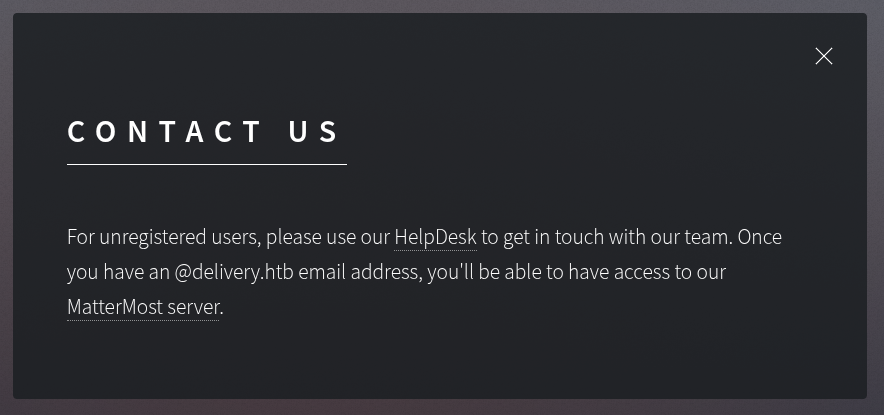 CONTACT US
For unregistered users, please use our HelpDesk to get in touch with our team. Once
you have an @delivery.htb email address, you'll be able to have access to our
MatterMost server.